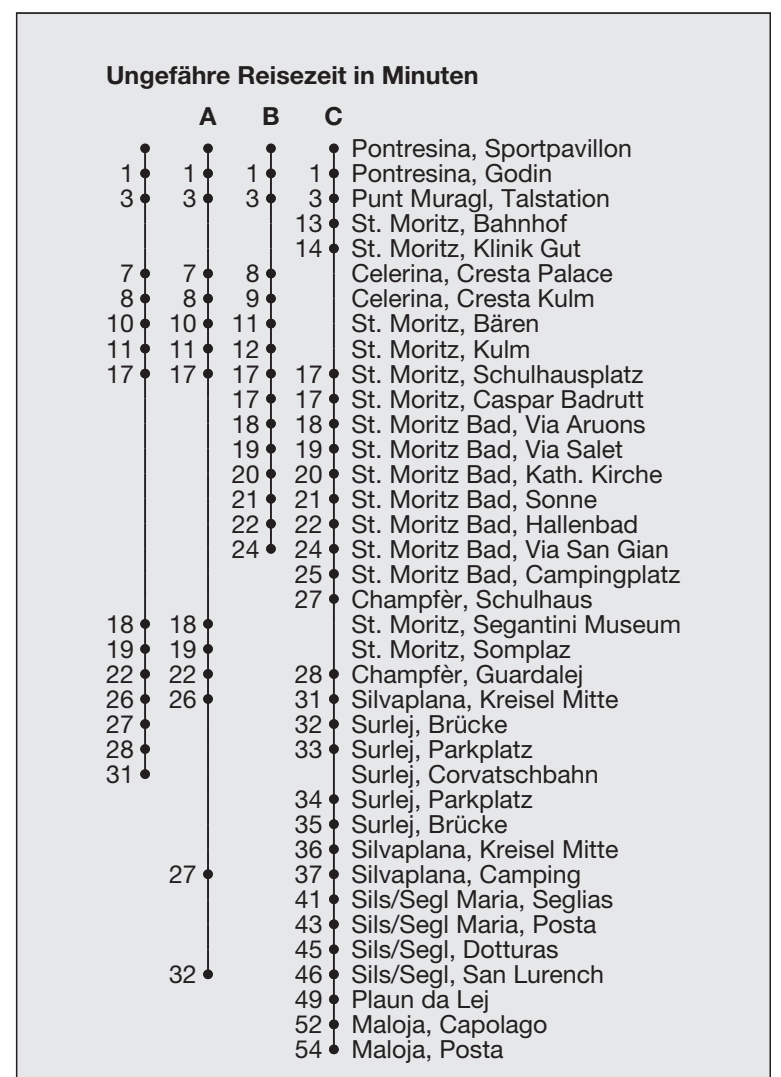 Ungefähre Reisezeit in Minuten
A B C
Pontresina, Sportpavillon
1 1 1 1 Pontresina, Godin
3 3 3 3 Punt Muragl, Talstation
13 St. Moritz, Bahnhof
14 St. Moritz, Klinik Gut
7 7 8 Celerina, Cresta Palace
8 8 9 Celerina, Cresta Kulm
10 10 11 St. Moritz, Bären
11 11 12 St. Moritz, Kulm
17 17 17 17 St. Moritz, Schulhausplatz
17 17 St. Moritz, Caspar Badrutt
18 18 St. Moritz Bad, Via Aruons
19 19 St. Moritz Bad, Via Salet
20 20 St. Moritz Bad, Kath. Kirche
21 21 St. Moritz Bad, Sonne
22 22 St. Moritz Bad, Hallenbad
24 24 St. Moritz Bad, Via San Gian
25 St. Moritz Bad, Campingplatz
27 Champfèr, Schulhaus
18 18 St. Moritz, Segantini Museum
19 19 St. Moritz, Somplaz
22 22 28 Champfèr, Guardalej
26 26 31 Silvaplana, Kreisel Mitte
27 32 Surlej, Brücke
28 33 Surlej, Parkplatz
31 Surlej, Corvatschbahn
34 Surlej, Parkplatz
35 Surlej, Brücke
36 Silvaplana, Kreisel Mitte
27 37 Silvaplana, Camping
41 Sils/Segl Maria, Seglias
43 Sils/Segl Maria, Posta
45 Sils/Segl, Dotturas
32 46 Sils/Segl, San Lurench
49 Plaun da Lej
52 Maloja, Capolago
54 Maloja, Posta